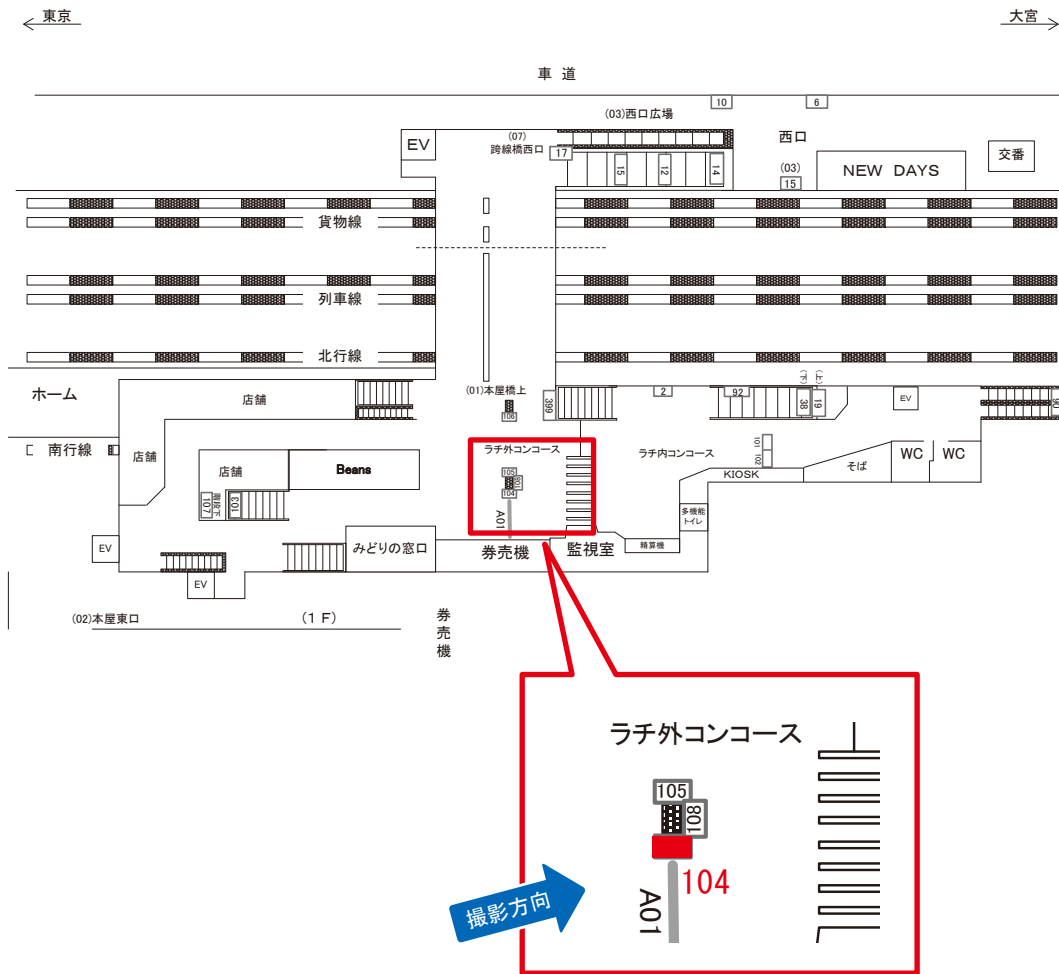 東京
大宮
車道
10
6
(03)西口広場
西口
EV
(07)
跨線橋西口
17
15
12
14
(03)
15
NEW DAYS
交番
貨物線
列車線
北行線
ホーム
店舗
(01)本屋橋上
106
399
2
92
(下)
38
(上)
19
EV
90
南行線
店舗
店舗
Beans
ラチ外コンコース
ラチ内コンコース
101
102
KIOSK
そば
WC
WC
105
108
104
A01
107
階段下
103
多機能
トイレ
EV
みどりの窓口
券売機
監視室
精算機
EV
(02)本屋東口
(1F)
券売機
ラチ外コンコース
105
108
104
A01
撮影方向